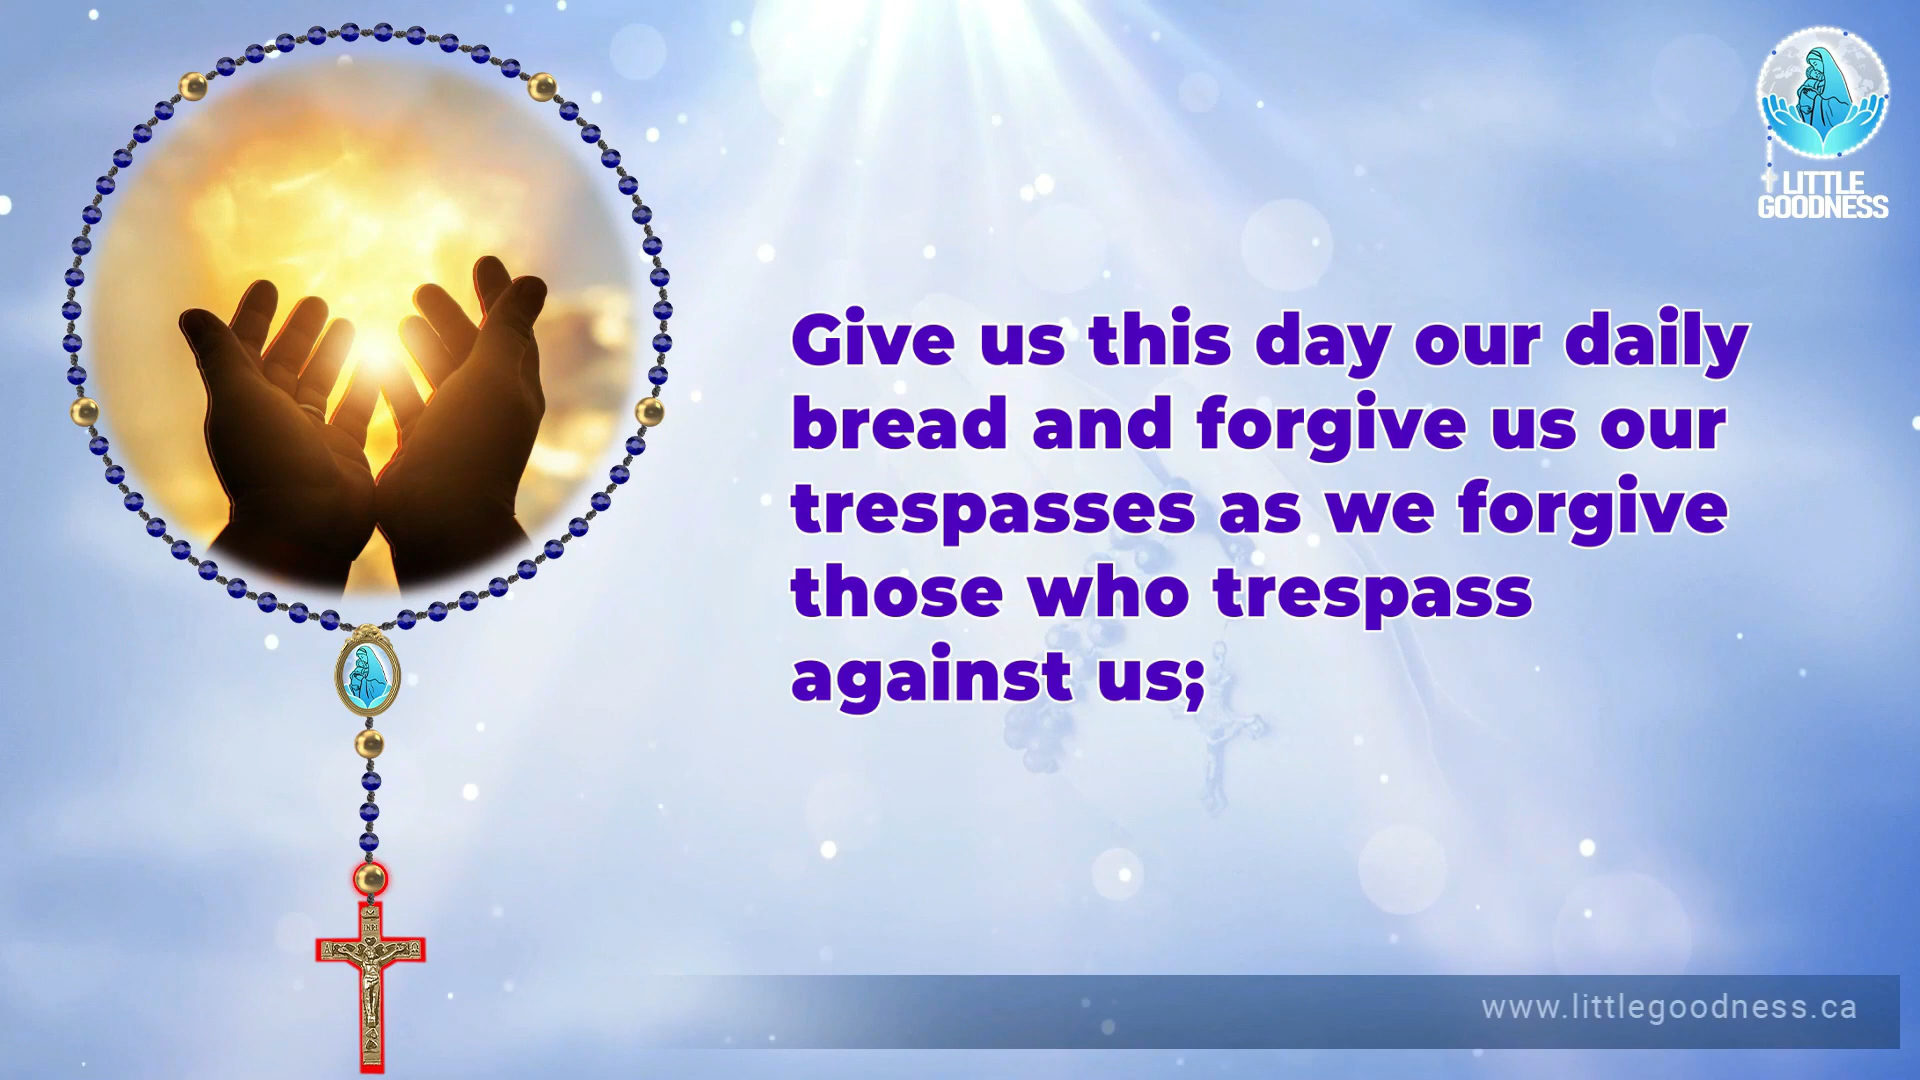 LITTLE
GOODNESS
Give us this day our daily
bread and forgive us our
trespasses as we forgive
those who trespass
against us;
INRI
www.littlegoodness.ca